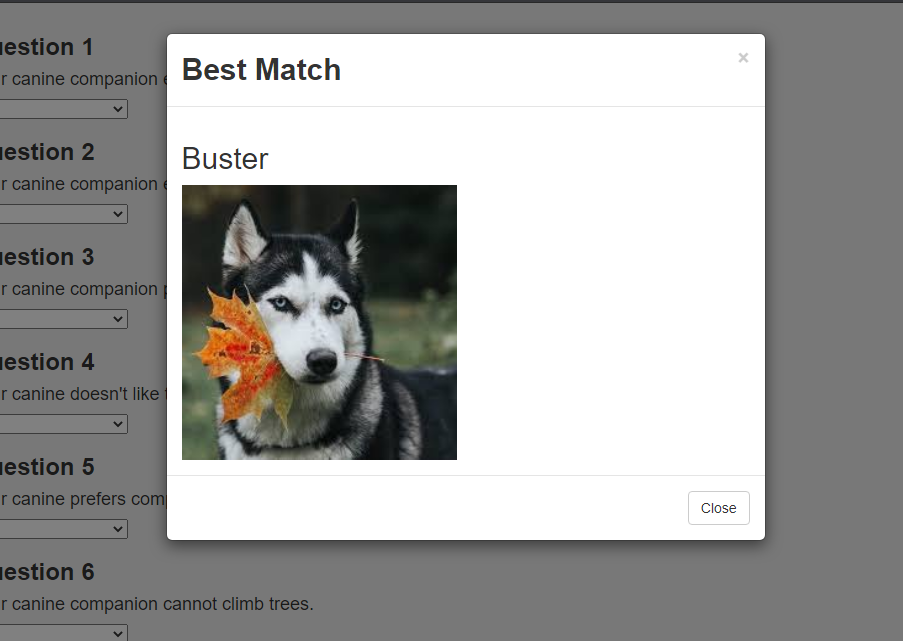 Best Match
×
Buster
Close
uestion 1
r canine companion
uestion 2
r canine companion
uestion 3
r canine companion
uestion 4
r canine doesn't like
uestion 5
r canine prefers com
uestion 6
r canine companion cannot climb trees.